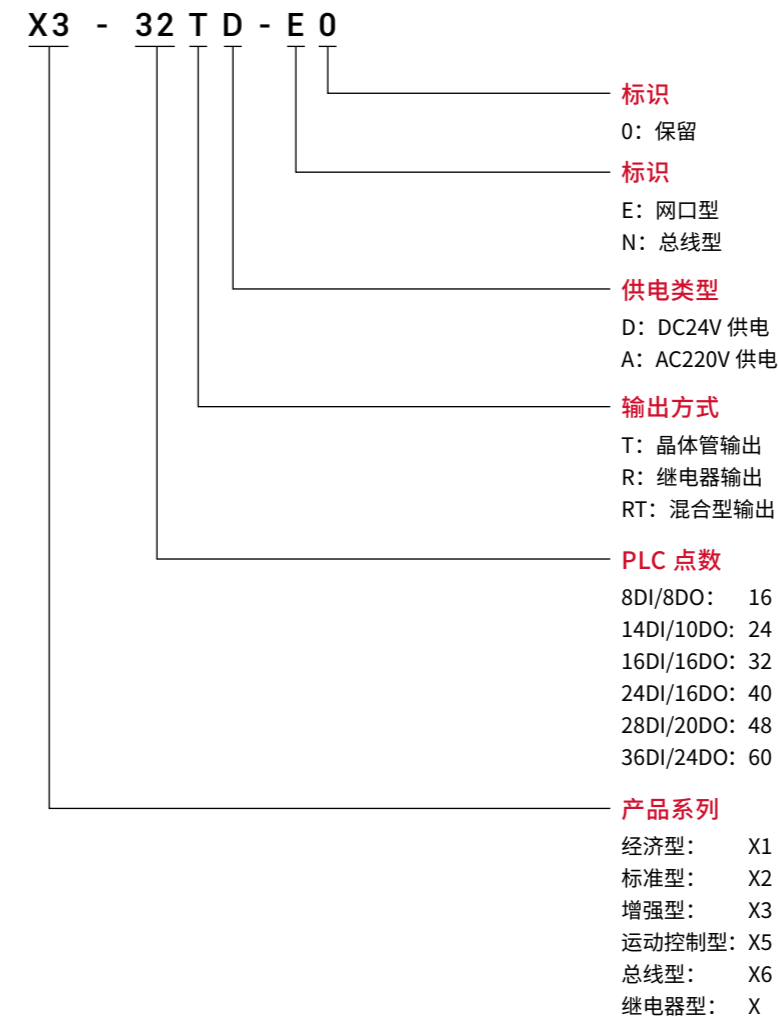 X3 - 32 T D - E 0
标识
0：保留
标识
E：网口型
N：总线型
供电类型
D：DC24V 供电
A：AC220V 供电
输出方式
T：晶体管输出
R：继电器输出
RT：混合型输出
PLC 点数
8DI/8DO： 16
14DI/10DO: 24
16DI/16DO：32
24DI/16DO：40
28DI/20DO：48
36DI/24DO：60
产品系列
经济型： X1
标准型： X2
增强型： X3
运动控制型：X5
总线型： X6
继电器型： X